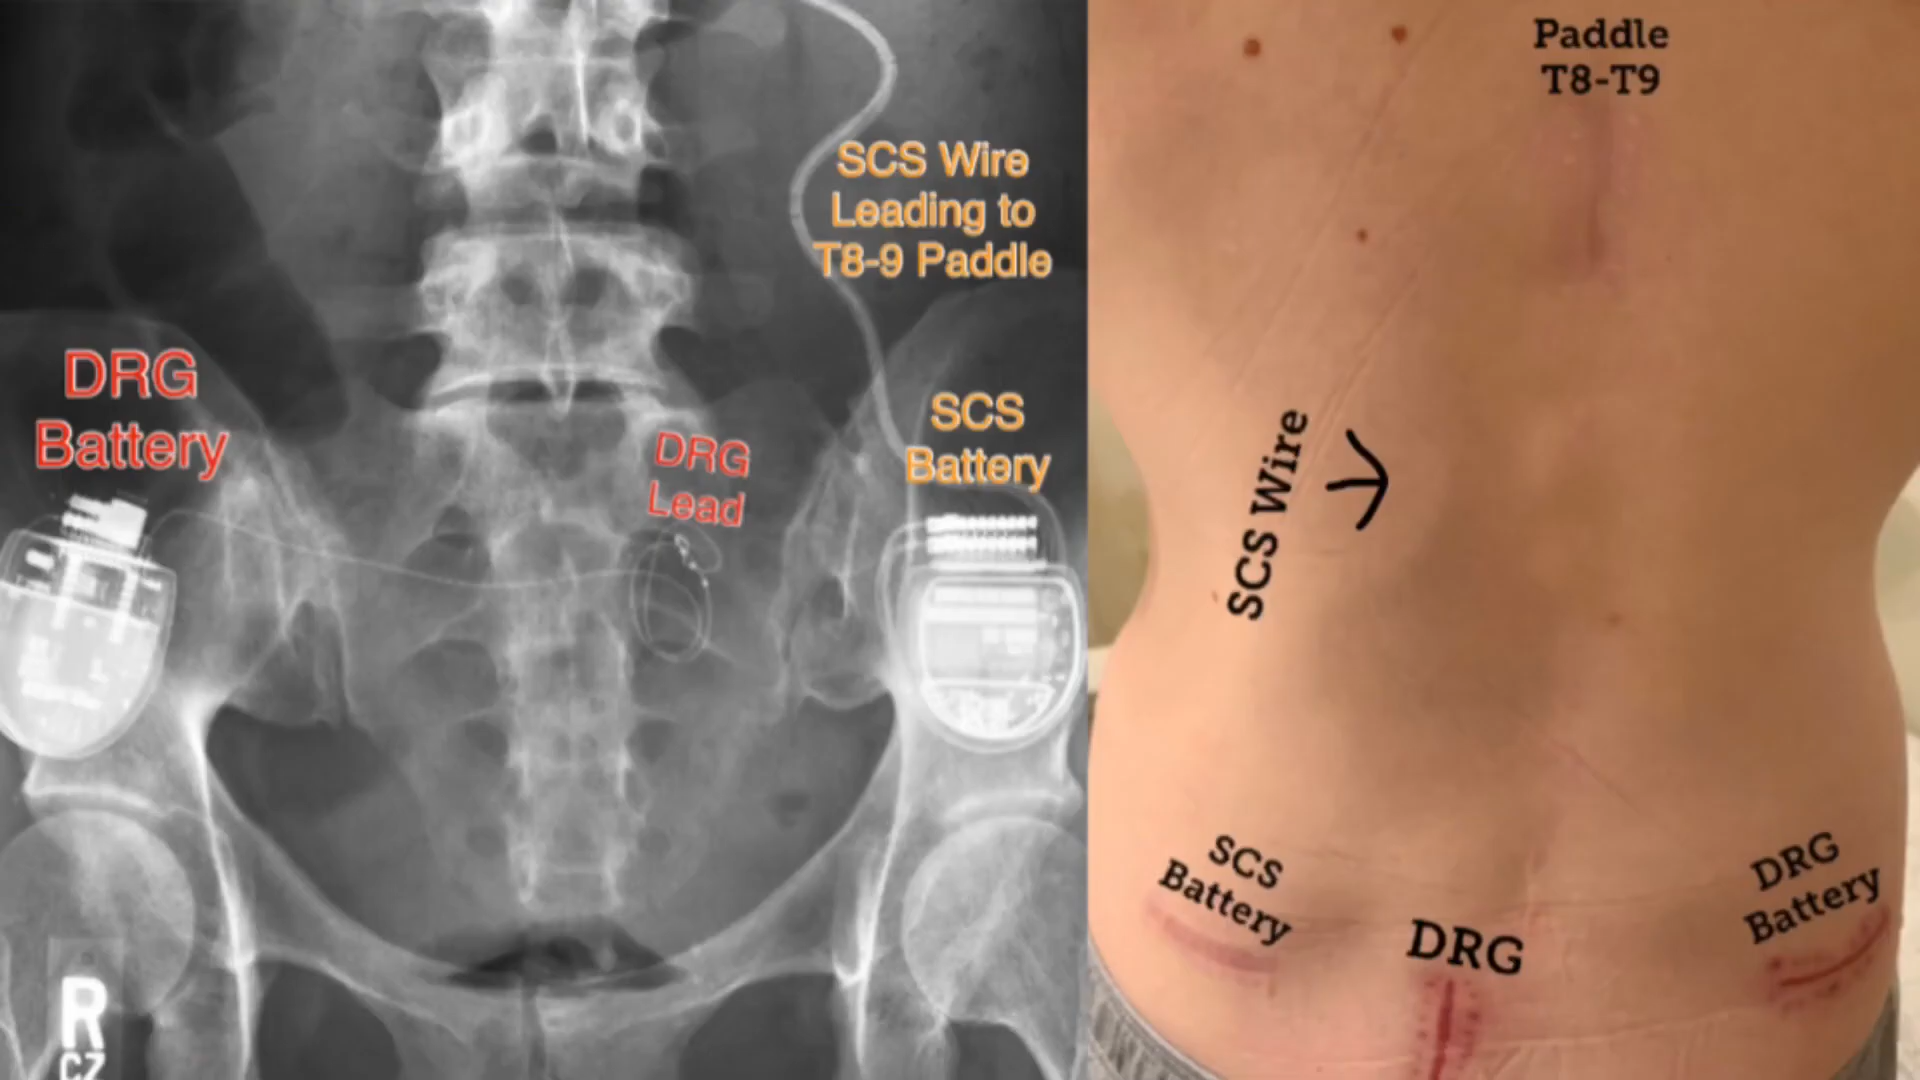 DRG
Battery
SCS Wire
Leading to
T8-9 Paddle
SCS
Battery
DRG
Lead
R
CZ
Paddle
T8-T9
SCS Wire
SCS
Battery
DRG
DRG
Battery